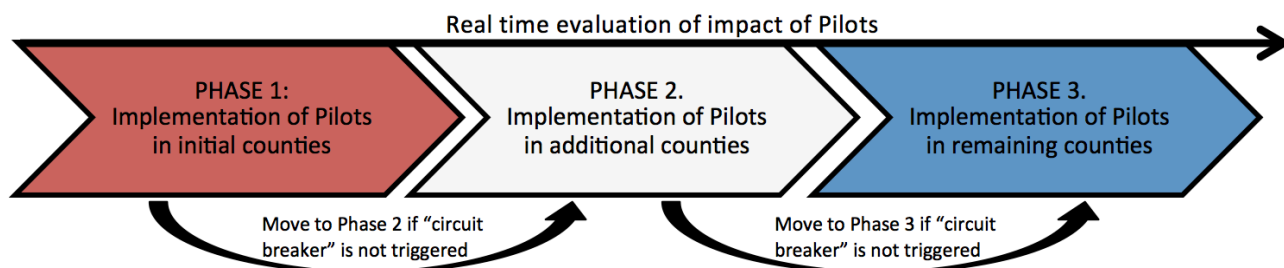 Real time evaluation of impact of Pilots
PHASE 1:
Implementation of Pilots
in initial counties
PHASE 2.
Implementation of Pilots
in additional counties
PHASE 3.
Implementation of Pilots
in remaining counties
Move to Phase 2 if “circuit
breaker” is not triggered
Move to Phase 3 if “circuit
breaker” is not triggered